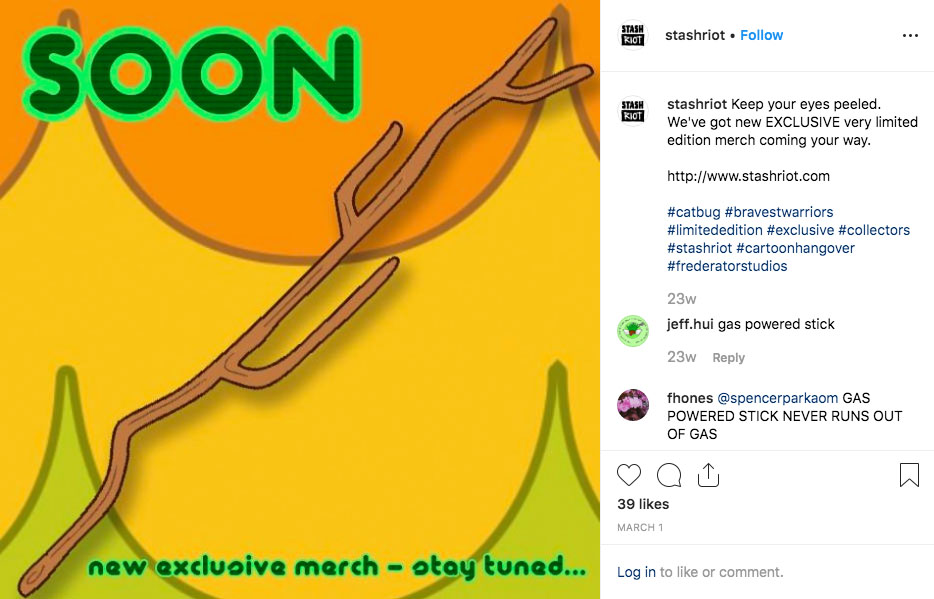 SOON
new exclusive merch – stay tuned...
STASH
RIOT
stashriot • Follow
STASH
RIOT
stashriot Keep your eyes peeled.
We've got new EXCLUSIVE very limited
edition merch coming your way.
http://www.stashriot.com
#catbug #bravestwarriors
#limitededition #exclusive #collectors
#stashriot #cartoonhangover
#frederatorstudios
23w
jeff.hui gas powered stick
23w Reply
fhones @spencerparkaom GAS
POWERED STICK NEVER RUNS OUT
OF GAS
39 likes
MARCH 1
Log in to like or comment.